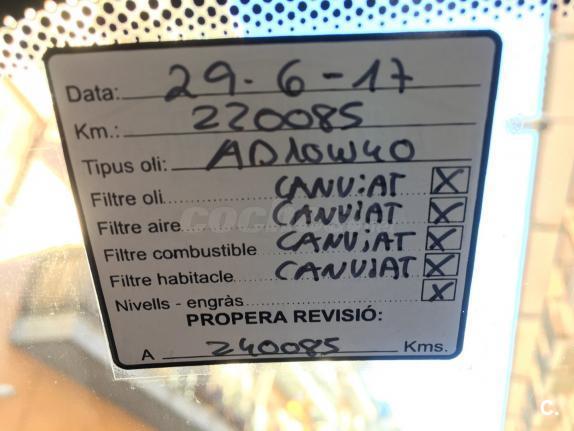 Data: 29-6-17
Km.: 220085
Tipus oli: AD10W40
Filtre oli CANViAT X
Filtre aire CANViAT X
Filtre combustible CANViAT X
Filtre habitacle CANViAT X
Nivells - engràs X
PROPERA REVISIÓ:
A 240085 Kms.
C.